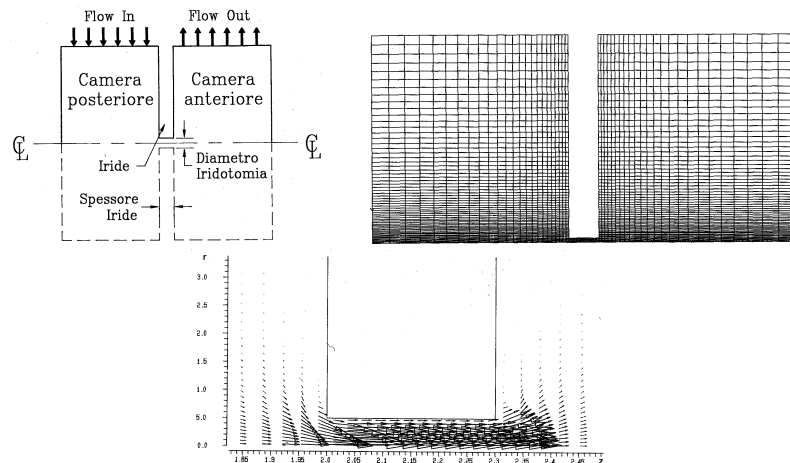 Flow In
Flow Out
Camera
posteriore
Camera
anteriore
CL
CL
Iride
Diametro
Iridotomia
Spessore
Iride
r
3.0
2.5
2.0
1.5
1.0
5.0
0.0
1.85
1.9
1.95
2.0
2.05
2.1
2.15
2.2
2.25
2.3
2.35
2.4
2.45
Z